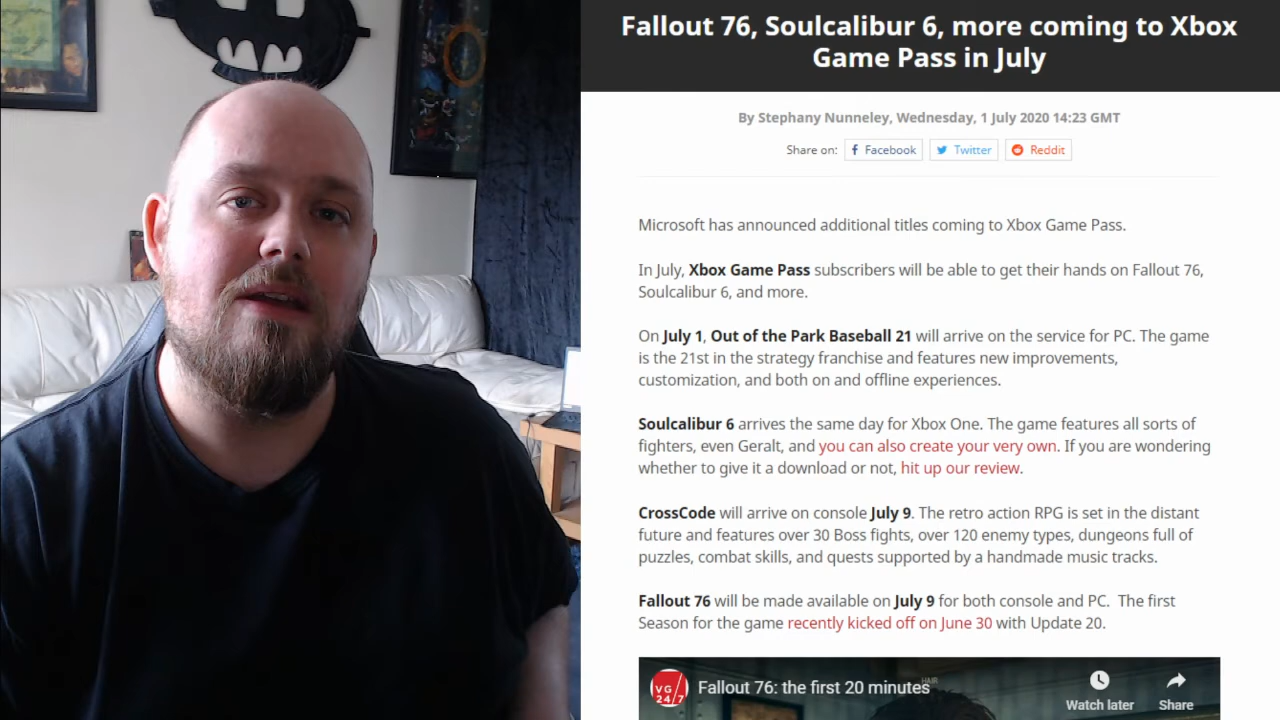 Fallout 76, Soulcalibur 6, more coming to Xbox
Game Pass in July
By Stephany Nunneley, Wednesday, 1 July 2020 14:23 GMT
Share on: Facebook Twitter Reddit
Microsoft has announced additional titles coming to Xbox Game Pass.
In July, Xbox Game Pass subscribers will be able to get their hands on Fallout 76,
Soulcalibur 6, and more.
On July 1, Out of the Park Baseball 21 will arrive on the service for PC. The game
is the 21st in the strategy franchise and features new improvements,
customization, and both on and offline experiences.
Soulcalibur 6 arrives the same day for Xbox One. The game features all sorts of
fighters, even Geralt, and you can also create your very own. If you are wondering
whether to give it a download or not, hit up our review.
CrossCode will arrive on console July 9. The retro action RPG is set in the distant
future and features over 30 Boss fights, over 120 enemy types, dungeons full of
puzzles, combat skills, and quests supported by a handmade music tracks.
Fallout 76 will be made available on July 9 for both console and PC. The first
Season for the game recently kicked off on June 30 with Update 20.
HAIR
VG
24/7
Fallout 76: the first 20 minutes
Watch later
Share